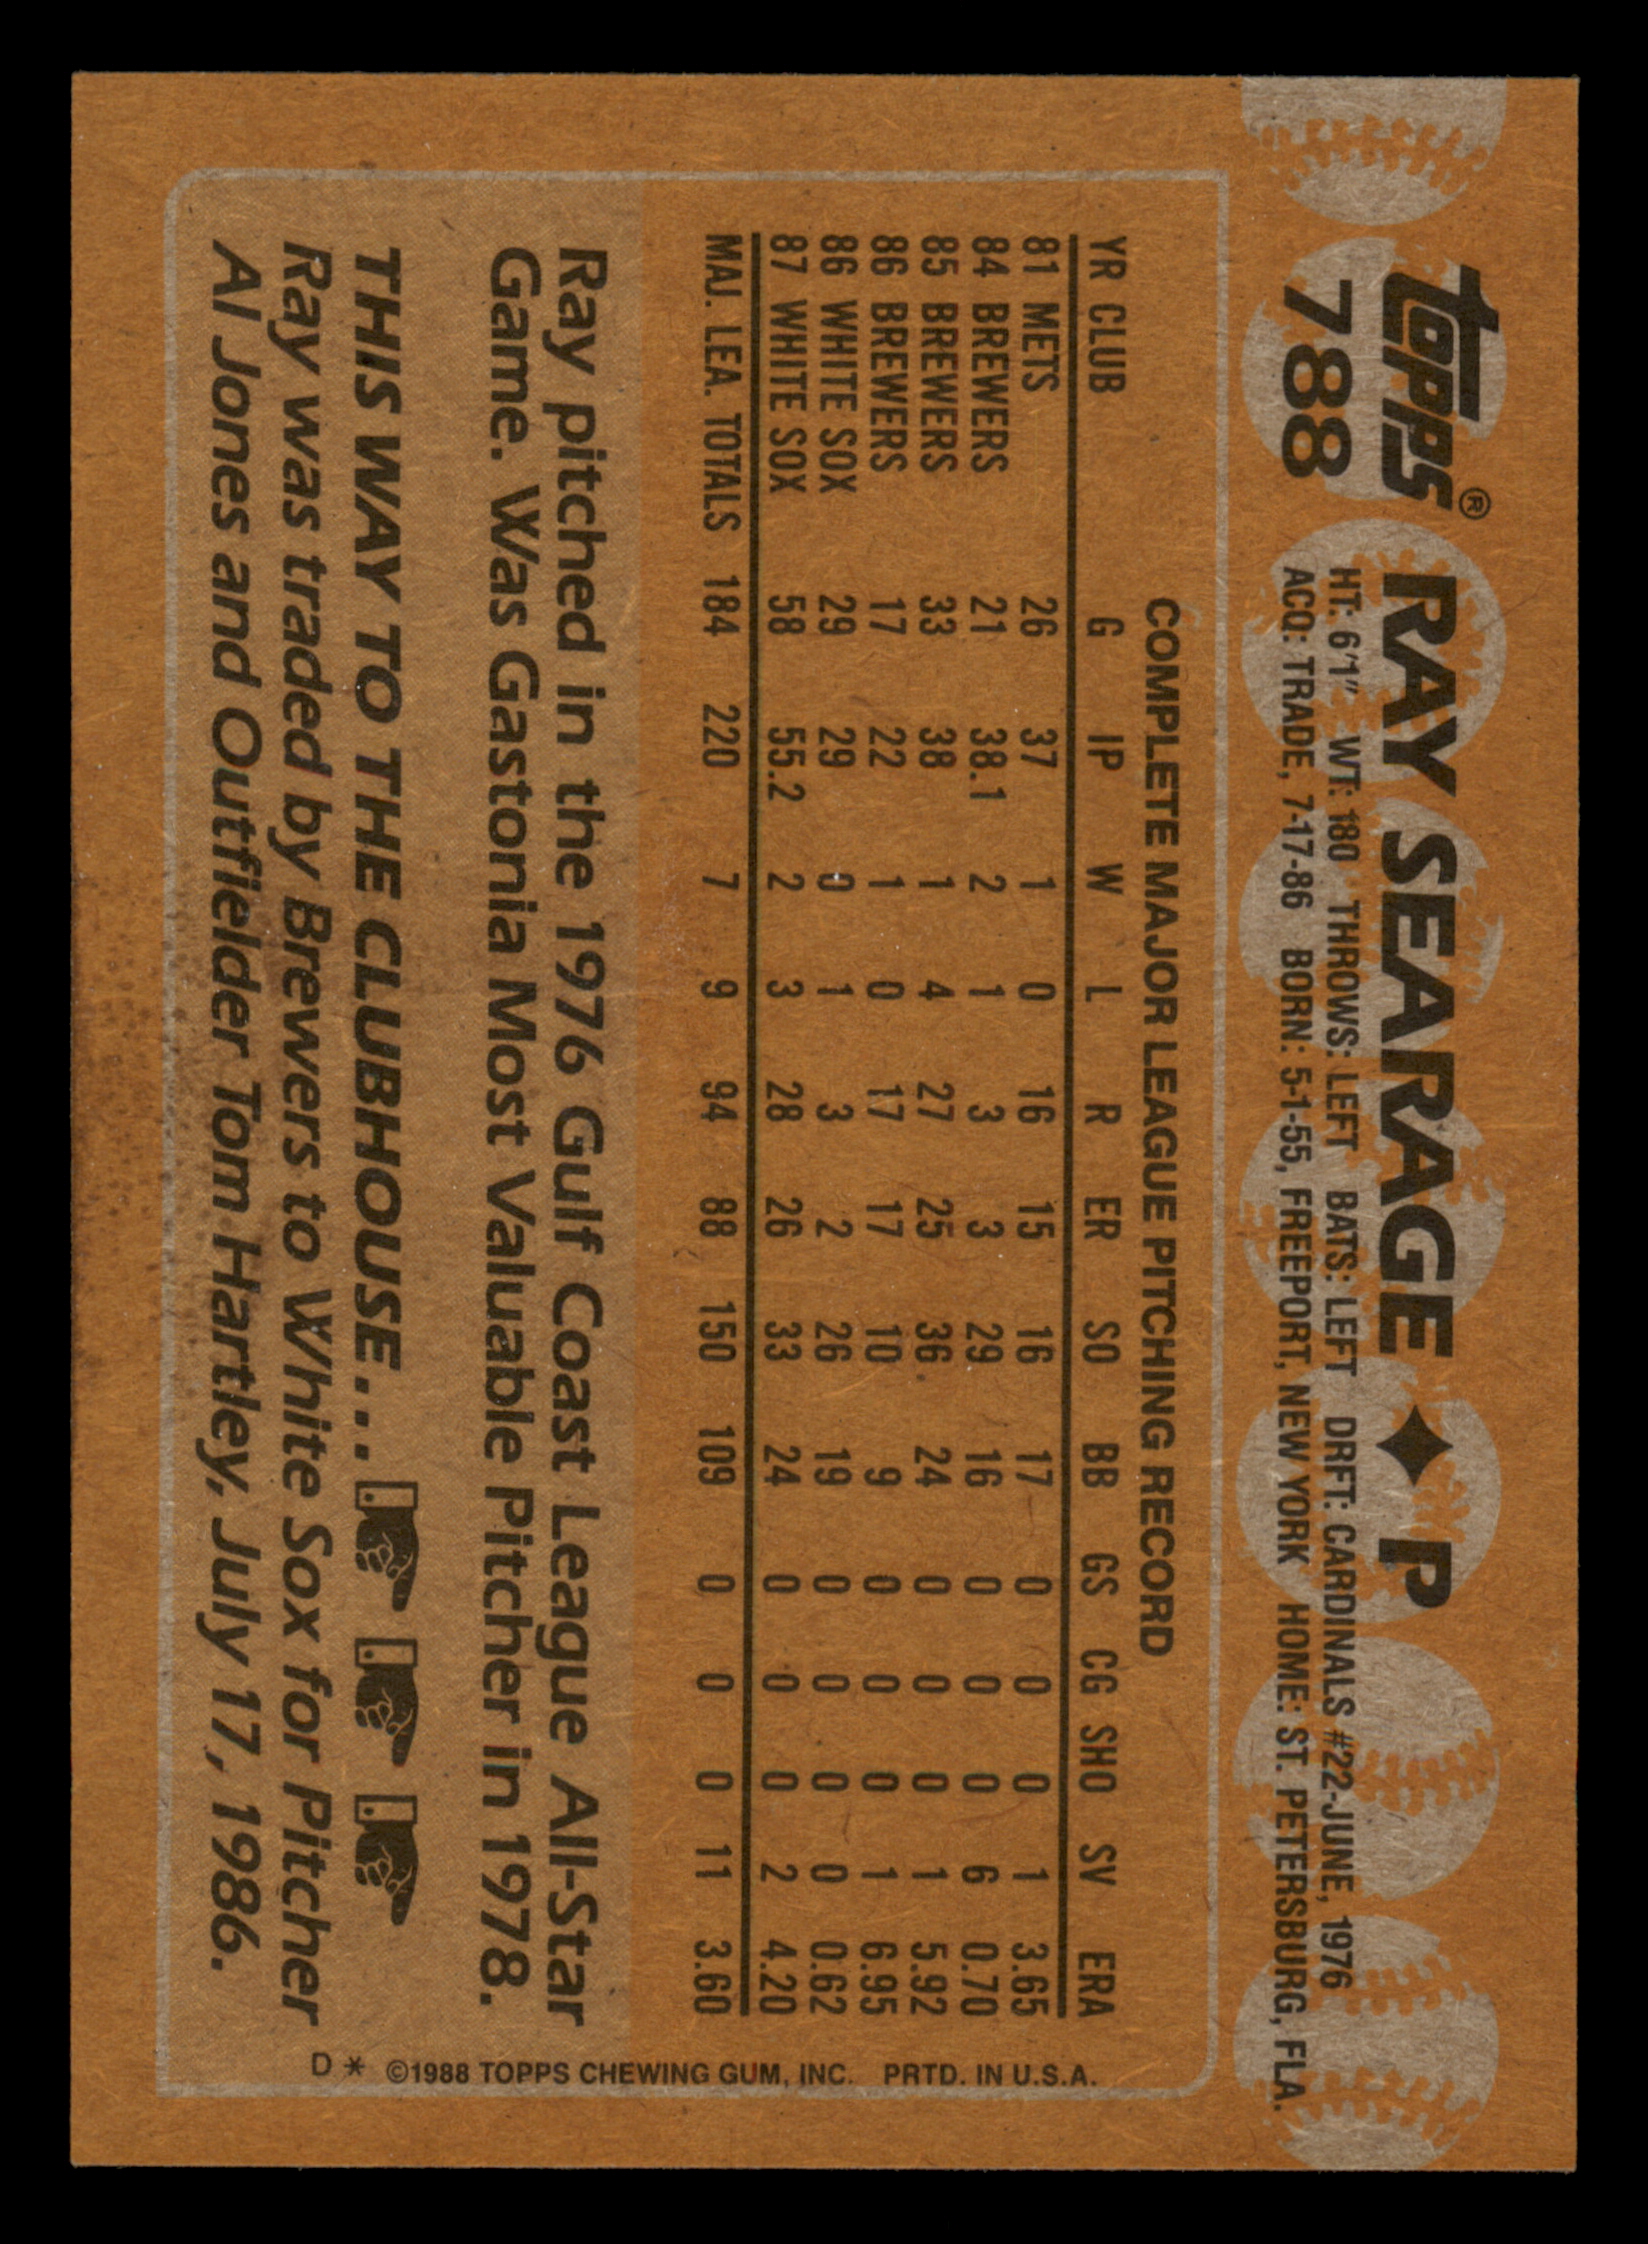 topps®
788
RAY SEARAGE ✦ P
HT: 6'1" WT: 180 THROWS: LEFT BATS: LEFT DRFT: CARDINALS #22-JUNE, 1976
ACQ: TRADE, 7-17-86 BORN: 5-1-55, FREEPORT, NEW YORK HOME: ST. PETERSBURG, FLA.
COMPLETE MAJOR LEAGUE PITCHING RECORD
YR CLUB G IP W L R ER SO BB GS CG SHO SV ERA
81 METS 26 37 1 0 16 15 16 17 0 0 0 1 3.65
84 BREWERS 21 38.1 2 1 3 3 29 16 0 0 0 6 0.70
85 BREWERS 33 38 1 4 27 25 36 24 0 0 0 1 5.92
86 BREWERS 17 22 1 0 17 17 10 9 0 0 0 1 6.95
86 WHITE SOX 29 29 0 1 3 2 26 19 0 0 0 0 0.62
87 WHITE SOX 58 55.2 2 3 28 26 33 24 0 0 0 2 4.20
MAJ. LEA. TOTALS 184 220 7 9 94 88 150 109 0 0 0 11 3.60
Ray pitched in the 1976 Gulf Coast League All-Star
Game. Was Gastonia Most Valuable Pitcher in 1978.
THIS WAY TO THE CLUBHOUSE...
Ray was traded by Brewers to White Sox for Pitcher
Al Jones and Outfielder Tom Hartley, July 17, 1986.
D * ©1988 TOPPS CHEWING GUM, INC. PRTD. IN U.S.A.